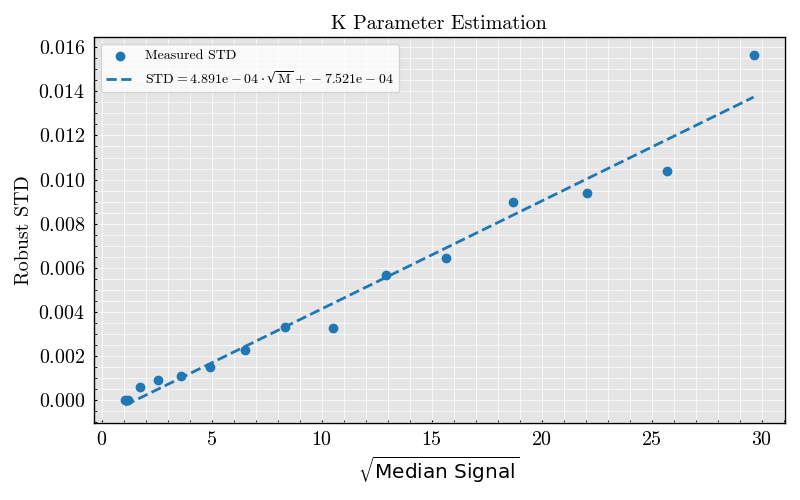 K Parameter Estimation
Measured STD
STD = 4.891e − 04 · √M + −7.521e − 04
0.016
0.014
0.012
0.010
0.008
0.006
0.004
0.002
0.000
Robust STD
0 5 10 15 20 25 30
√Median Signal